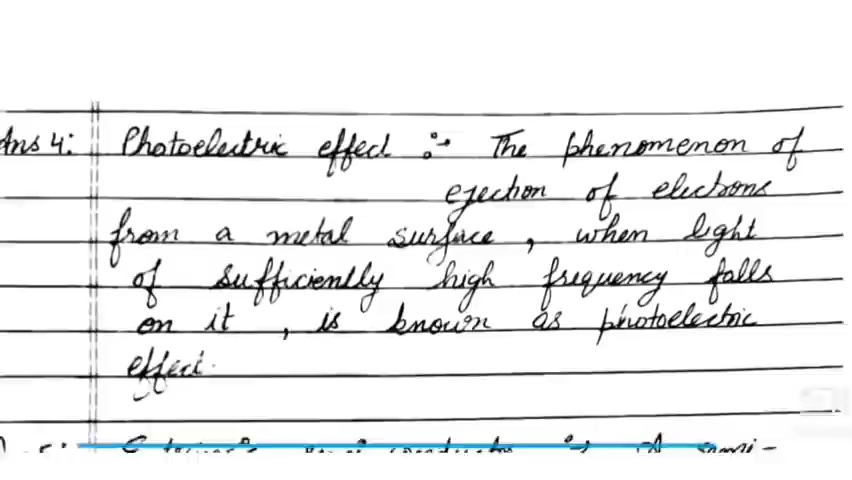 Ans 4: Photoelectric effect :- The phenomenon of
ejection of electrons
from a metal surface, when light
of sufficiently high frequency falls
on it, is known as photoelectric
effect.